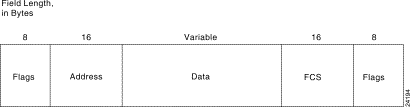 Field Length,
in Bytes
8 16 Variable 16 8
Flags Address Data FCS Flags
24194